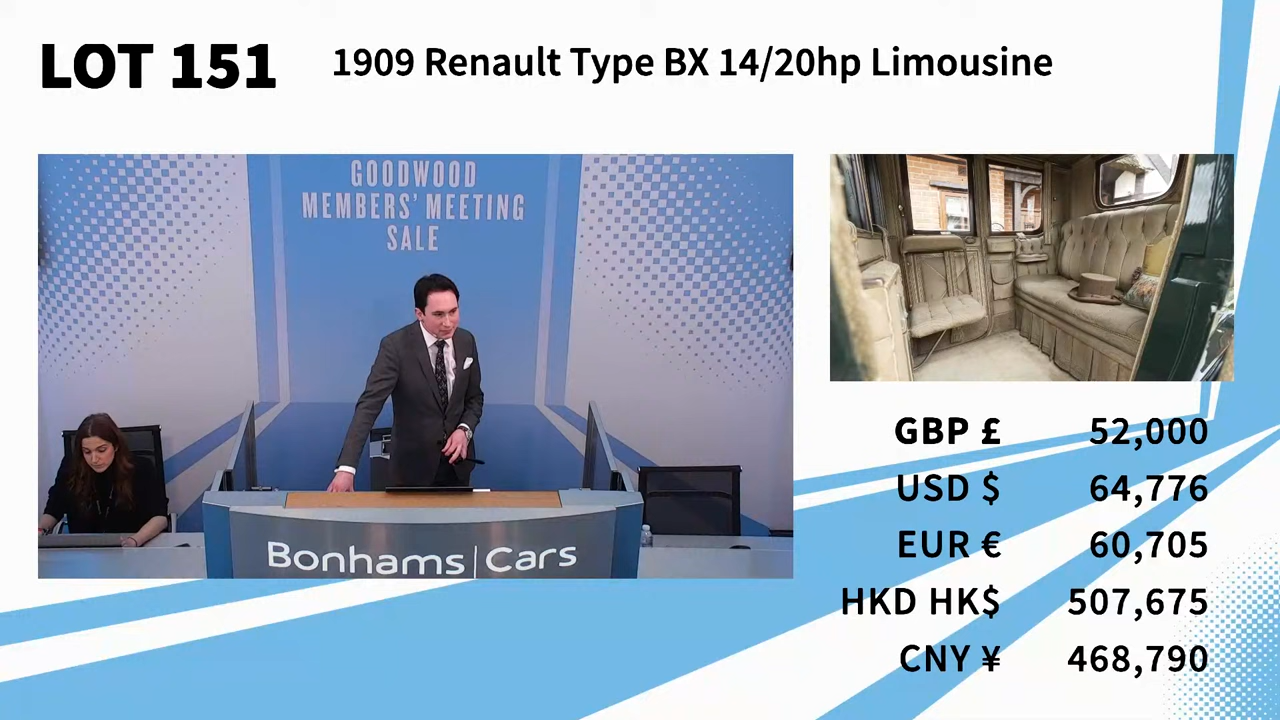 LOT 151 1909 Renault Type BX 14/20hp Limousine
GOODWOOD
MEMBERS' MEETING
SALE
Bonhams|Cars
GBP £ 52,000
USD $ 64,776
EUR € 60,705
HKD HK$ 507,675
CNY ¥ 468,790